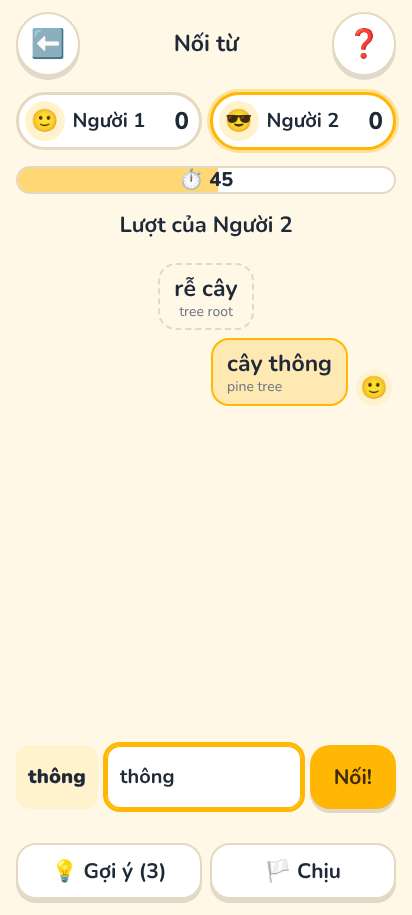 Nối từ
Người 1 0
Người 2 0
45
Lượt của Người 2
rễ cây
tree root
cây thông
pine tree
thông
thông
Nối!
Gợi ý (3)
Chịu